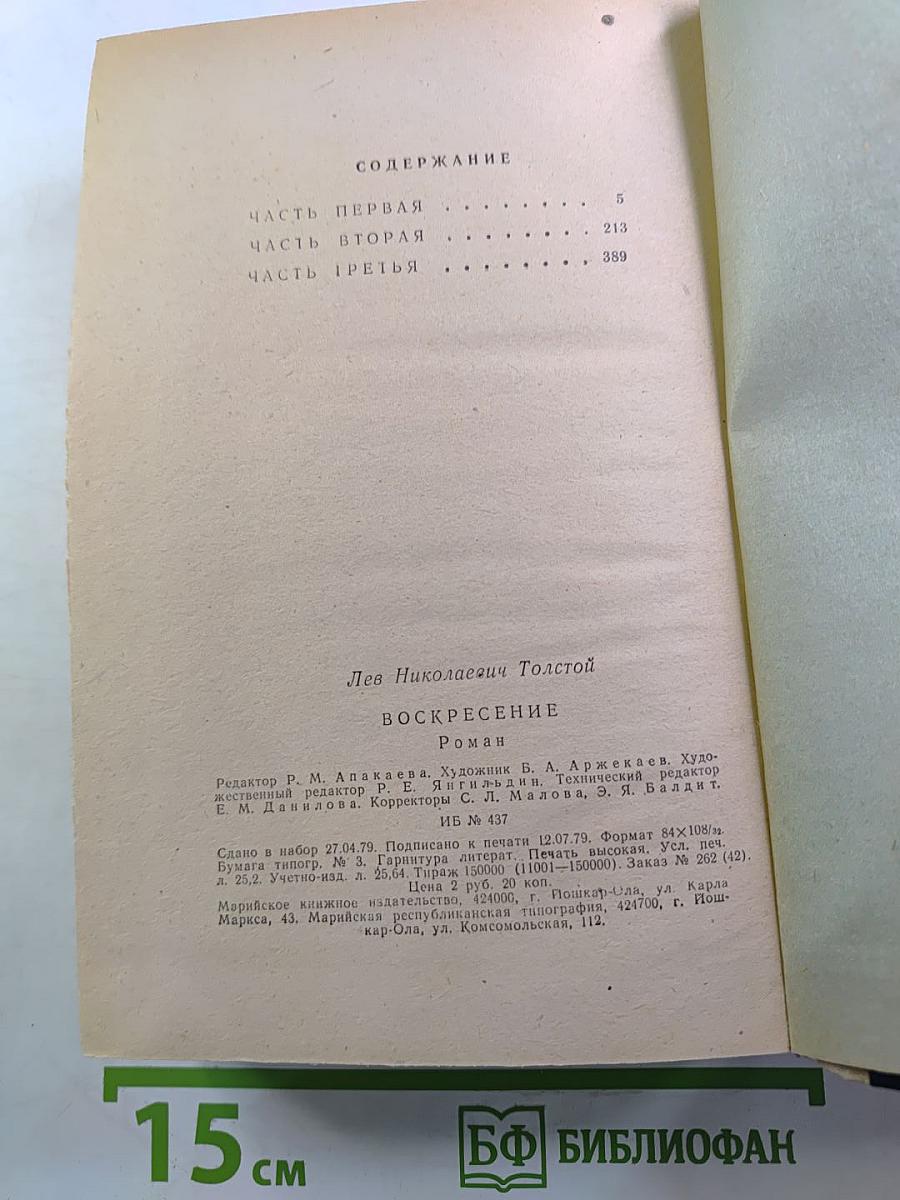 СОДЕРЖАНИЕ
ЧАСТЬ ПЕРВАЯ . . . . . . . . 5
ЧАСТЬ ВТОРАЯ . . . . . . . . 213
ЧАСТЬ ТРЕТЬЯ . . . . . . . . 389
Лев Николаевич Толстой
ВОСКРЕСЕНИЕ
Роман
Редактор Р. М. Апакаева. Художник Б. А. Аржекаев. Худо-
жественный редактор Р. Е. Янгильдин. Технический редактор
Е. М. Данилова. Корректоры С. Л. Малова, Э. Я. Балдит.
ИБ № 437
Сдано в набор 27.04.79. Подписано к печати 12.07.79. Формат 84×108/32.
Бумага типогр. № 3. Гарнитура литерат. Печать высокая. Усл. печ.
л. 25,2. Учетно-изд. л. 25,64. Тираж 150000 (11001—150000). Заказ № 262 (42).
Цена 2 руб. 20 коп.
Марийское книжное издательство, 424000, г. Йошкар-Ола, ул. Карла
Маркса, 43. Марийская республиканская типография, 424700, г. Йош-
кар-Ола, ул. Комсомольская, 112.
15 см
БФ БИБЛИОФАН